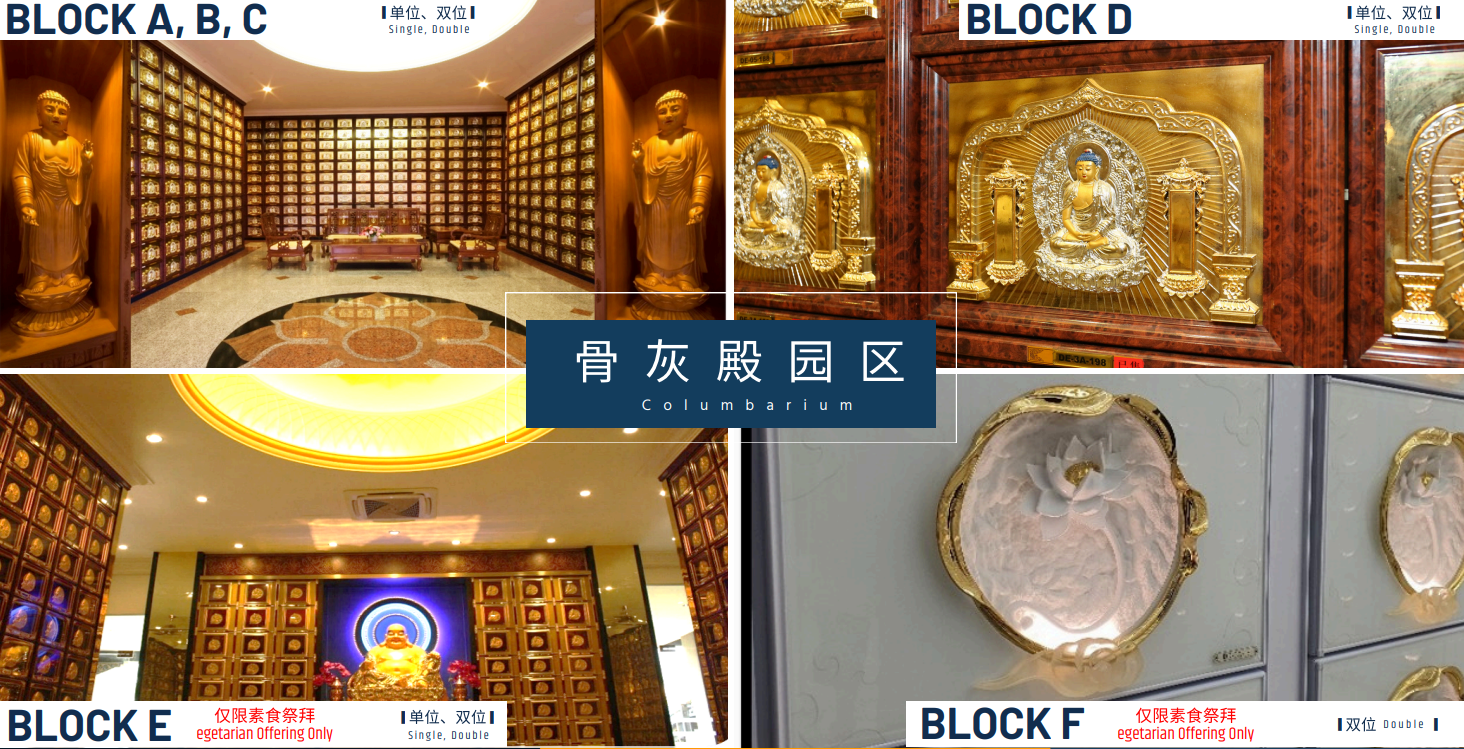 BLOCK A, B, C
单位、双位
Single, Double
BLOCK D
单位、双位
Single, Double
DE-3A-198
已售
骨灰殿园区
Columbarium
BLOCK E
仅限素食祭拜
egetarian Offering Only
单位、双位
Single, Double
BLOCK F
仅限素食祭拜
egetarian Offering Only
双位 Double